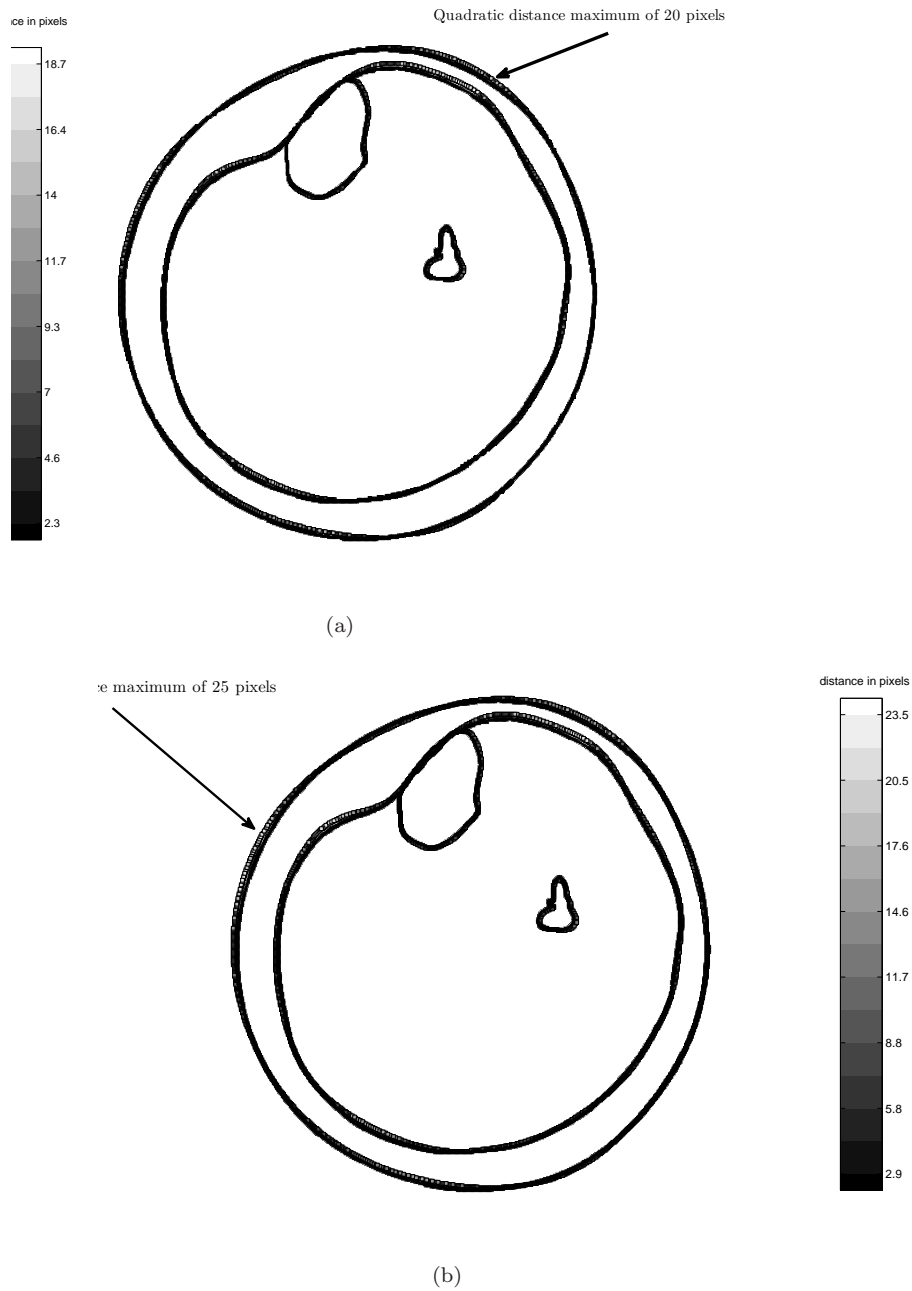 in pixels
Quadratic distance maximum of 20 pixels
18.7
16.4
14
11.7
9.3
7
4.6
2.3
(a)
maximum of 25 pixels
distance in pixels
23.5
20.5
17.6
14.6
11.7
8.8
5.8
2.9
(b)